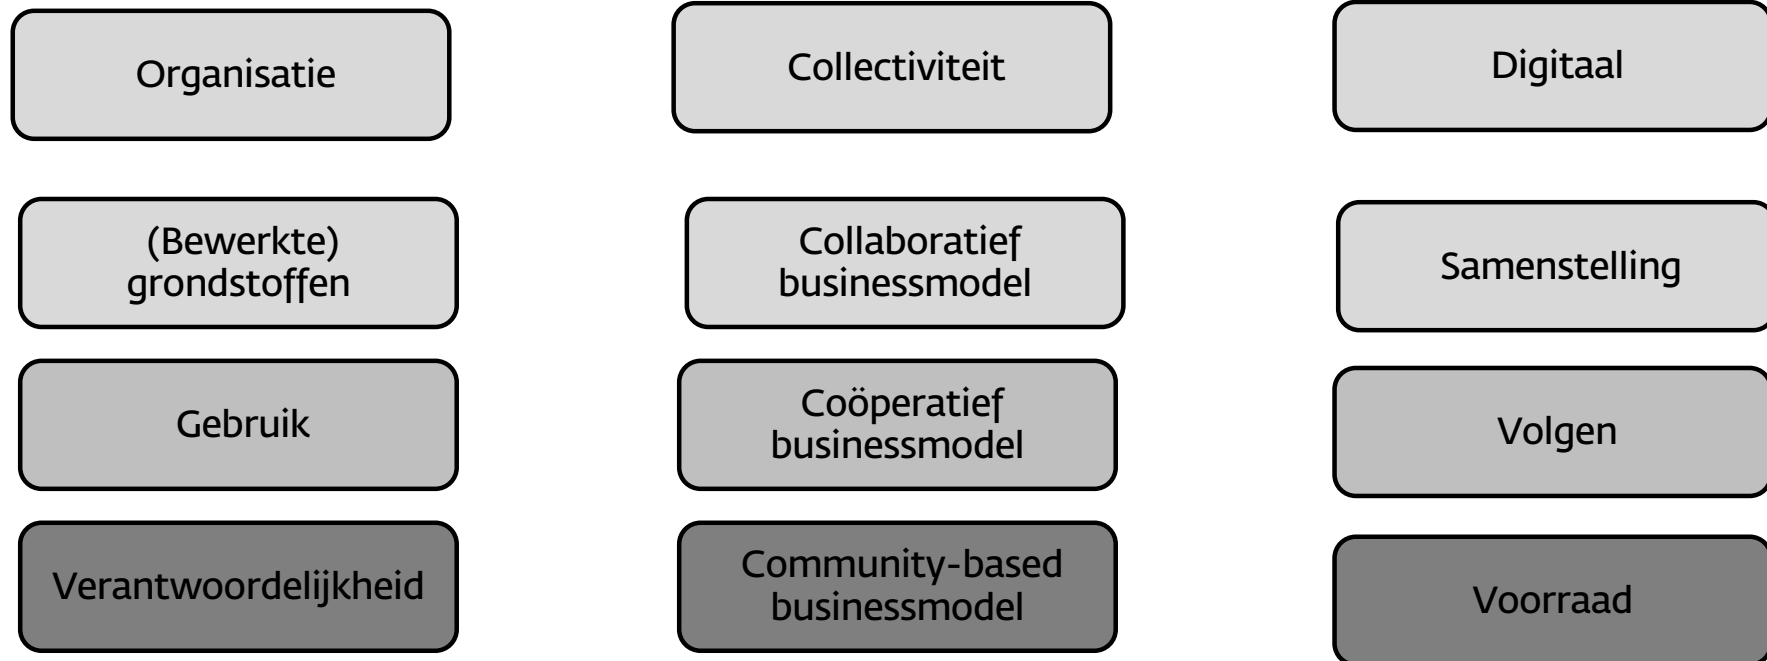 Organisatie
Collectiviteit
Digitaal
(Bewerkte)
grondstoffen
Collaboratief
businessmodel
Samenstelling
Gebruik
Coöperatief
businessmodel
Volgen
Verantwoordelijkheid
Community-based
businessmodel
Voorraad